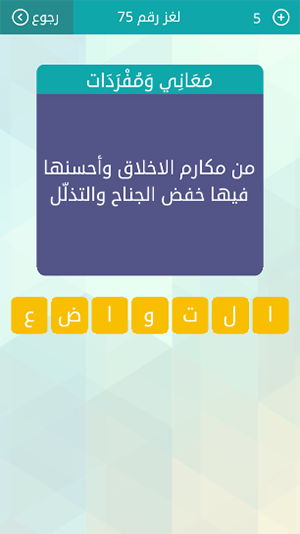 رجوع لغز رقم 75 5
مَعَانِي وَمُفْرَدَات
من مكارم الاخلاق وأحسنها
فيها خفض الجناح والتذلّل
ا ل ت و ا ض ع